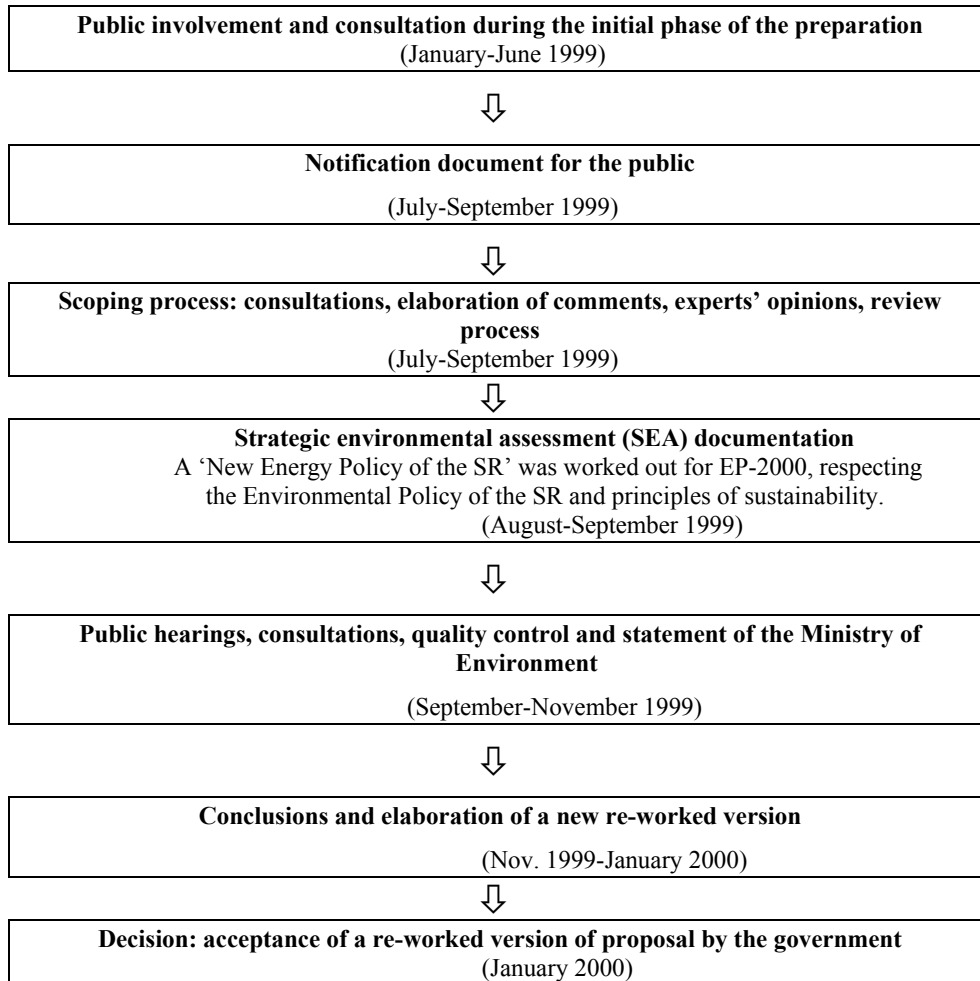 Public involvement and consultation during the initial phase of the preparation
(January-June 1999)
⇩
Notification document for the public
(July-September 1999)
⇩
Scoping process: consultations, elaboration of comments, experts’ opinions, review
process
(July-September 1999)
⇩
Strategic environmental assessment (SEA) documentation
A ‘New Energy Policy of the SR’ was worked out for EP-2000, respecting
the Environmental Policy of the SR and principles of sustainability.
(August-September 1999)
⇩
Public hearings, consultations, quality control and statement of the Ministry of
Environment
(September-November 1999)
⇩
Conclusions and elaboration of a new re-worked version
(Nov. 1999-January 2000)
⇩
Decision: acceptance of a re-worked version of proposal by the government
(January 2000)